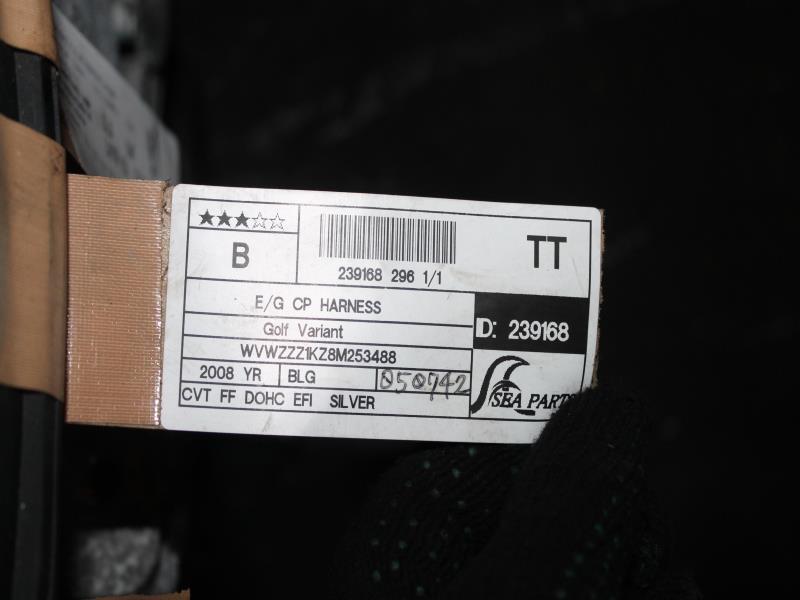 B
239168 296 1/1
TT
E/G CP HARNESS
Golf Variant
ID: 239168
WVWZZZ1KZ8M253488
2008 YR BLG 050742
CVT FF DOHC EFI SILVER
SEA PARTS